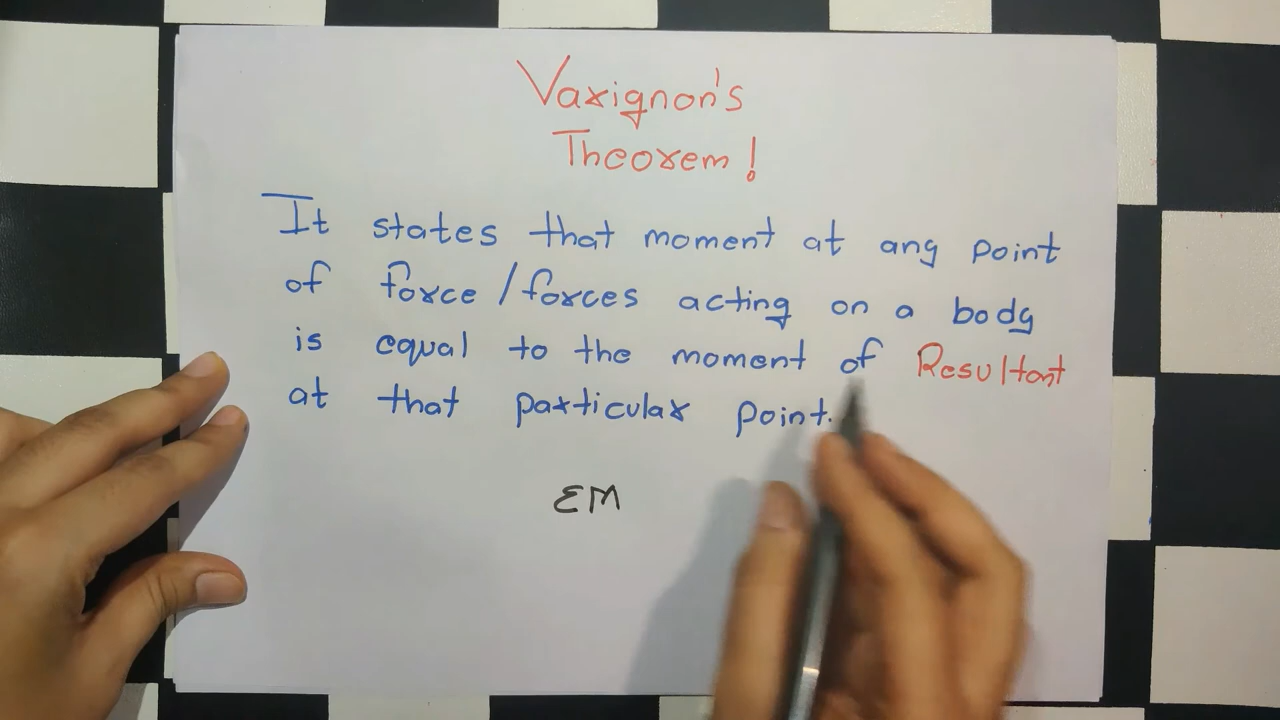 Varignon's
Theorem!
It states that moment at any point
of force/forces acting on a body
is equal to the moment of Resultant
at that particular point.
ΣM